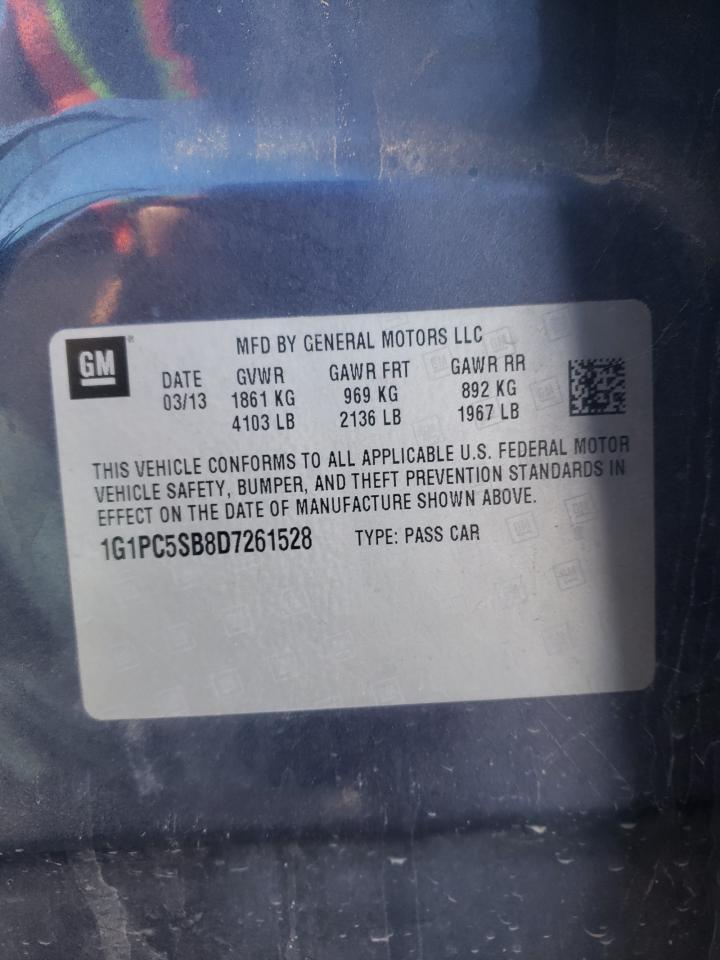 GM
MFD BY GENERAL MOTORS LLC
DATE GVWR GAWR FRT GAWR RR
03/13 1861 KG 969 KG 892 KG
4103 LB 2136 LB 1967 LB
THIS VEHICLE CONFORMS TO ALL APPLICABLE U.S. FEDERAL MOTOR
VEHICLE SAFETY, BUMPER, AND THEFT PREVENTION STANDARDS IN
EFFECT ON THE DATE OF MANUFACTURE SHOWN ABOVE.
1G1PC5SB8D7261528 TYPE: PASS CAR